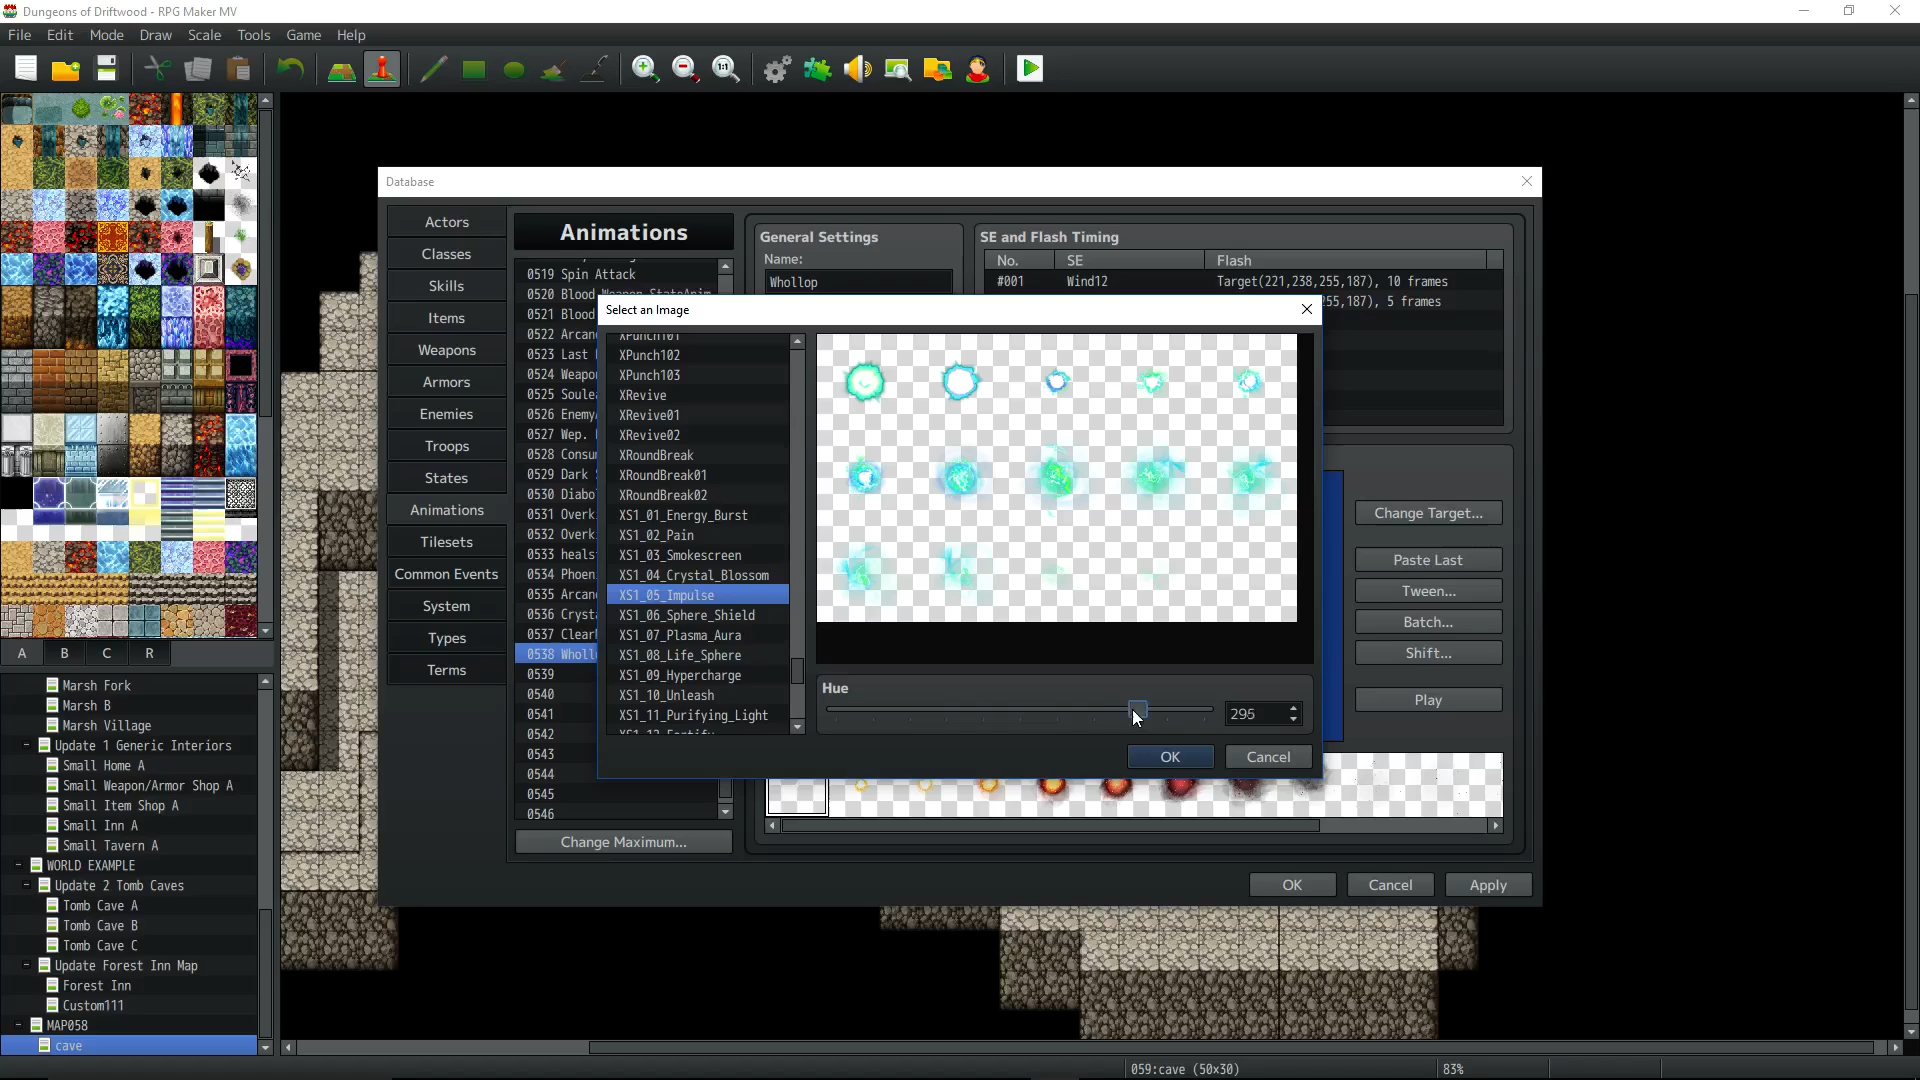 Dungeons of Driftwood - RPG Maker MV
File Edit Mode Draw Scale Tools Game Help
1:1
A B C R
Marsh Fork
Marsh B
Marsh Village
Update 1 Generic Interiors
Small Home A
Small Weapon/Armor Shop A
Small Item Shop A
Small Inn A
Small Tavern A
WORLD EXAMPLE
Update 2 Tomb Caves
Tomb Cave A
Tomb Cave B
Tomb Cave C
Update Forest Inn Map
Forest Inn
Custom111
MAP058
cave
Database
Actors
Classes
Skills
Items
Weapons
Armors
Enemies
Troops
States
Animations
Tilesets
Common Events
System
Types
Terms
Animations
0519 Spin Attack
0520 Blood Weapon StateAnim
0521 Blood
0522 Arcan
0523 Last
0524 Weapo
0525 Soule
0526 Enemy
0527 Wep.
0528 Consu
0529 Dark
0530 Diabo
0531 Overk
0532 Overk
0533 heals
0534 Phoen
0535 Arcan
0536 Cryst
0537 Clear
0538 Wholl
0539
0540
0541
0542
0543
0544
0545
0546
Change Maximum...
General Settings
Name:
Whollop
SE and Flash Timing
No. SE Flash
#001 Wind12 Target(221,238,255,187), 10 frames
55,187), 5 frames
Select an Image
XPunch101
XPunch102
XPunch103
XRevive
XRevive01
XRevive02
XRoundBreak
XRoundBreak01
XRoundBreak02
XS1_01_Energy_Burst
XS1_02_Pain
XS1_03_Smokescreen
XS1_04_Crystal_Blossom
XS1_05_Impulse
XS1_06_Sphere_Shield
XS1_07_Plasma_Aura
XS1_08_Life_Sphere
XS1_09_Hypercharge
XS1_10_Unleash
XS1_11_Purifying_Light
XS1_12_Fortify
Hue
295
OK Cancel
Change Target...
Paste Last
Tween...
Batch...
Shift...
Play
OK Cancel Apply
059:cave (50x30) 83%